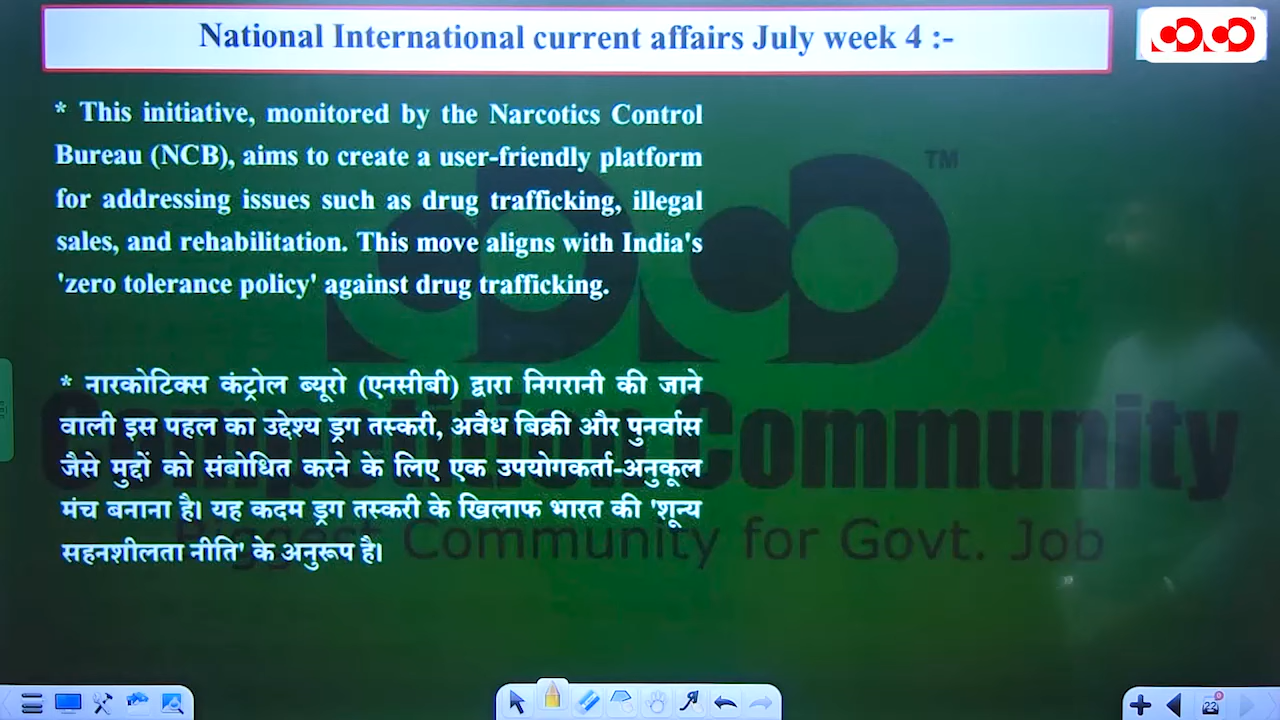 National International current affairs July week 4 :-
TM
* This initiative, monitored by the Narcotics Control
Bureau (NCB), aims to create a user-friendly platform
for addressing issues such as drug trafficking, illegal
sales, and rehabilitation. This move aligns with India's
'zero tolerance policy' against drug trafficking.
* नारकोटिक्स कंट्रोल ब्यूरो (एनसीबी) द्वारा निगरानी की जाने
वाली इस पहल का उद्देश्य ड्रग तस्करी, अवैध बिक्री और पुनर्वास
जैसे मुद्दों को संबोधित करने के लिए एक उपयोगकर्ता-अनुकूल
मंच बनाना है। यह कदम ड्रग तस्करी के खिलाफ भारत की 'शून्य
सहनशीलता नीति' के अनुरूप है।
Competition Community
Biggest Community for Govt. Job
22